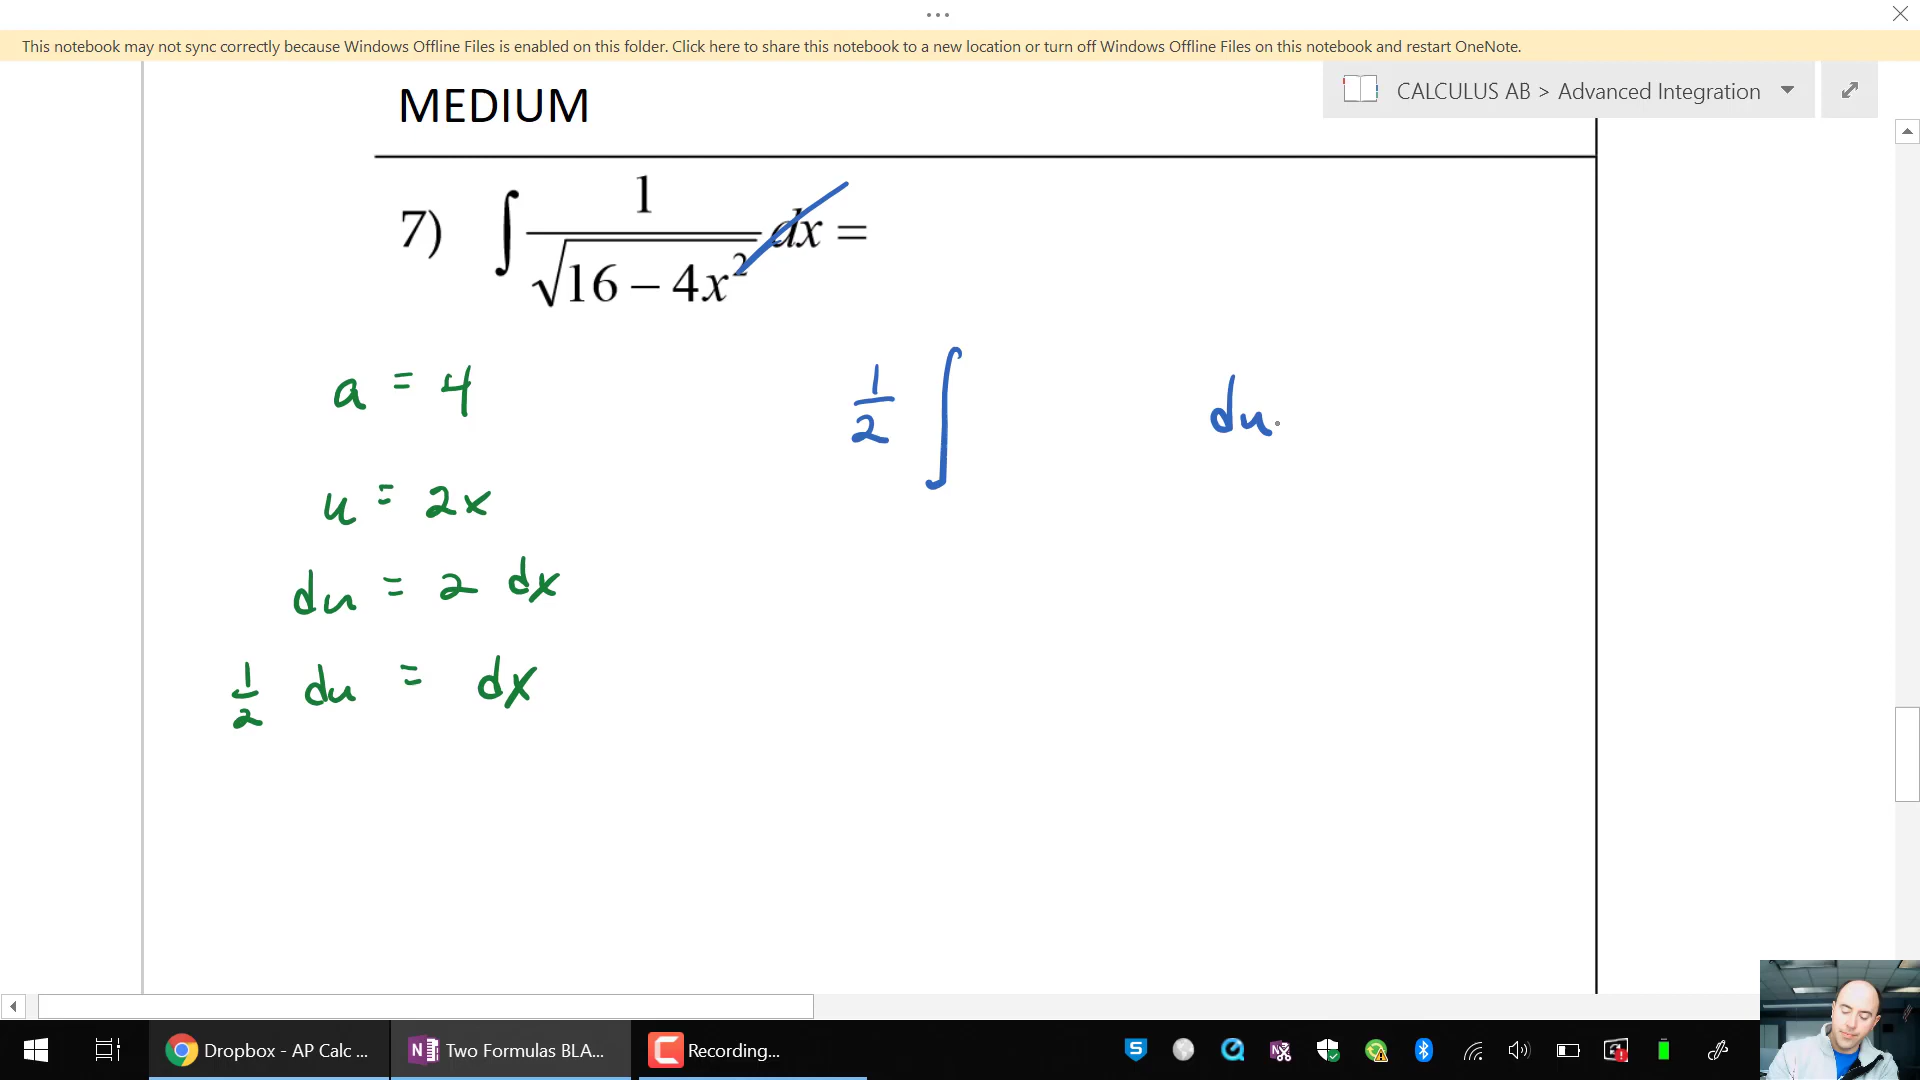 This notebook may not sync correctly because Windows Offline Files is enabled on this folder. Click here to share this notebook to a new location or turn off Windows Offline Files on this notebook and restart OneNote.
CALCULUS AB > Advanced Integration
MEDIUM
7) ∫ 1/√(16 – 4x²) dx =
a = 4
u = 2x
du = 2 dx
1/2 du = dx
1/2 ∫ du
Dropbox - AP Calc ...
Two Formulas BLA...
Recording...